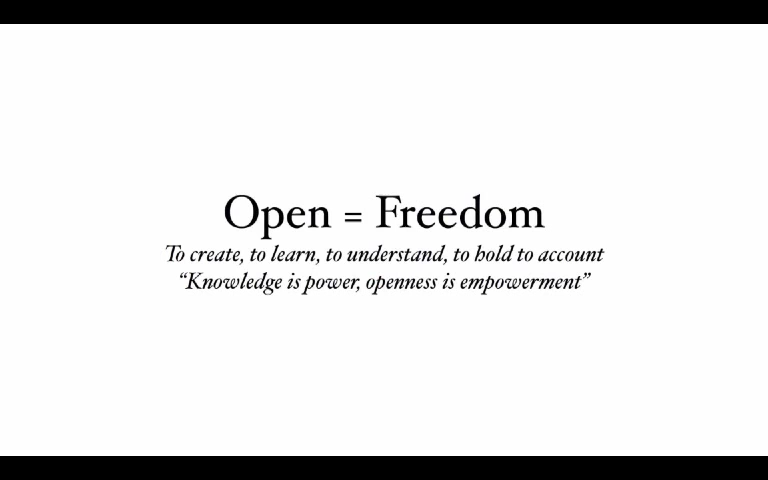 Open = Freedom
To create, to learn, to understand, to hold to account
“Knowledge is power, openness is empowerment”